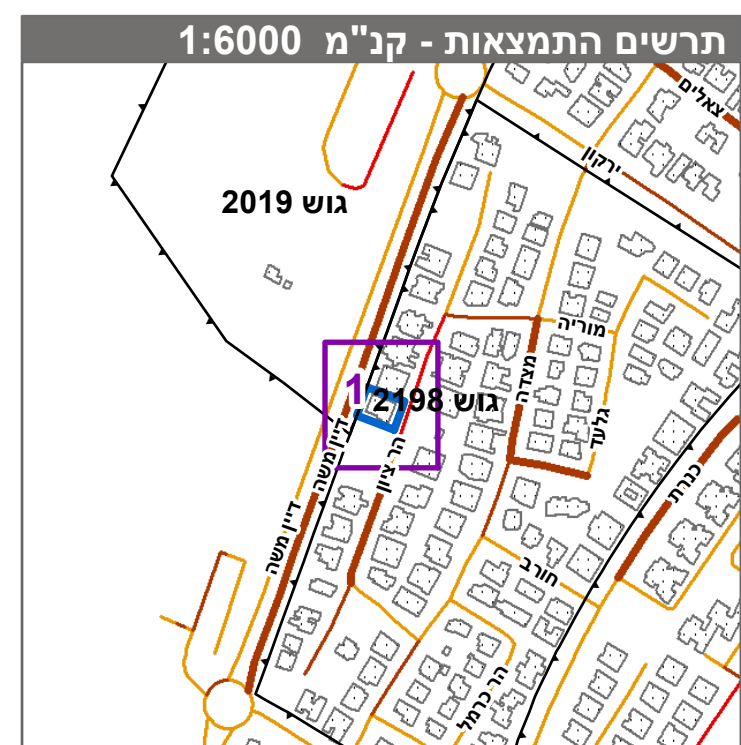 תרשים התמצאות - קנ"מ 1:6000
צאלים
ירקון
גוש 2019
מוריה
מצדה
גלעד
1
גוש 2198
דיין משה
הר ציון
כנרת
דיין משה
חורב
הר כרמל